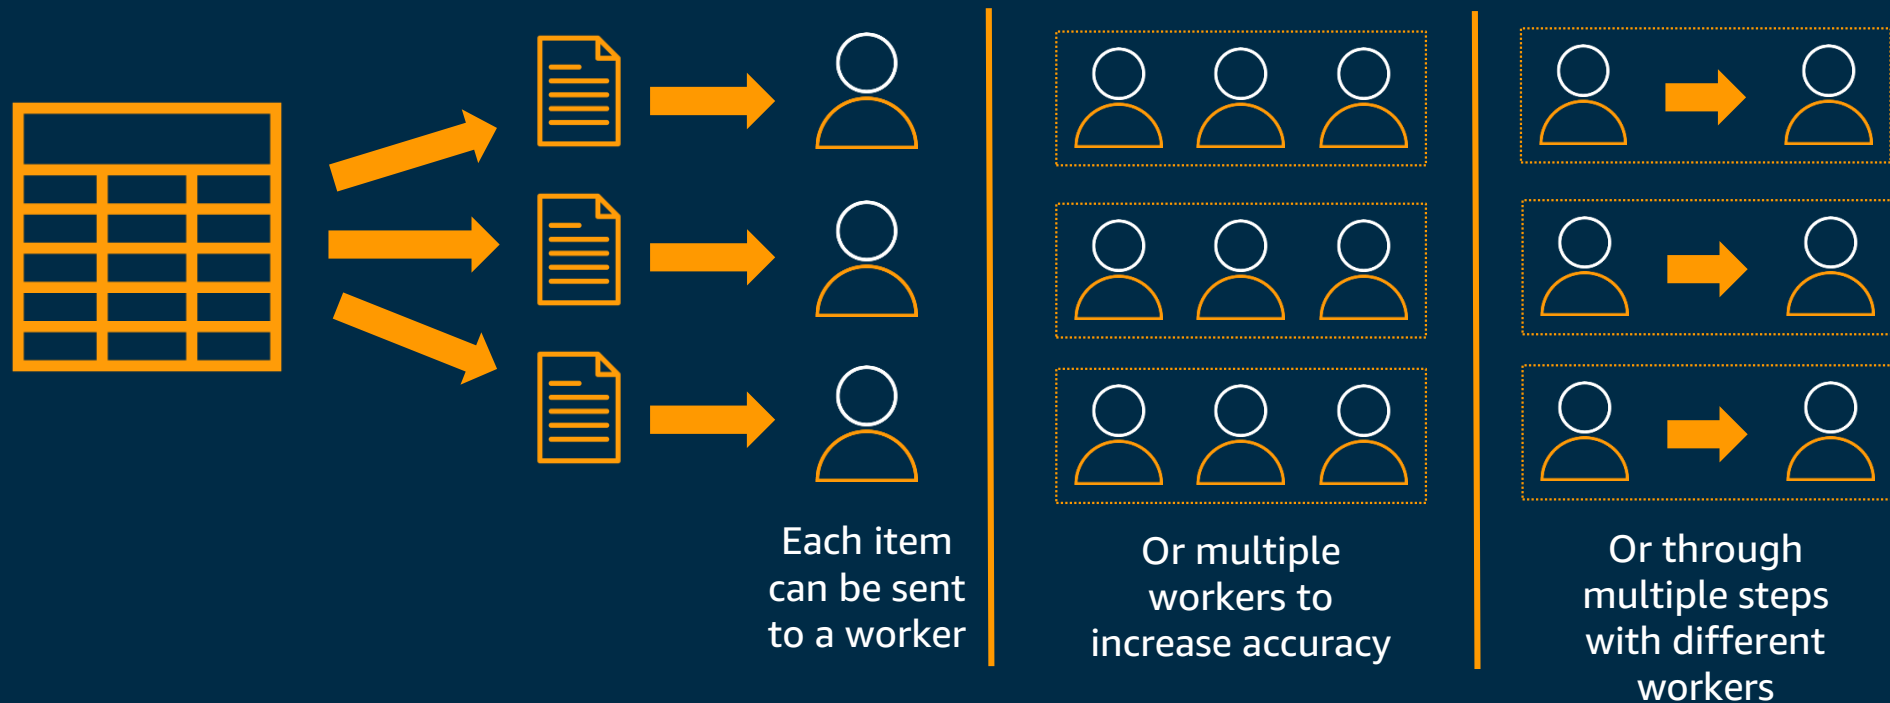 Each item
can be sent
to a worker
Or multiple
workers to
increase accuracy
Or through
multiple steps
with different
workers